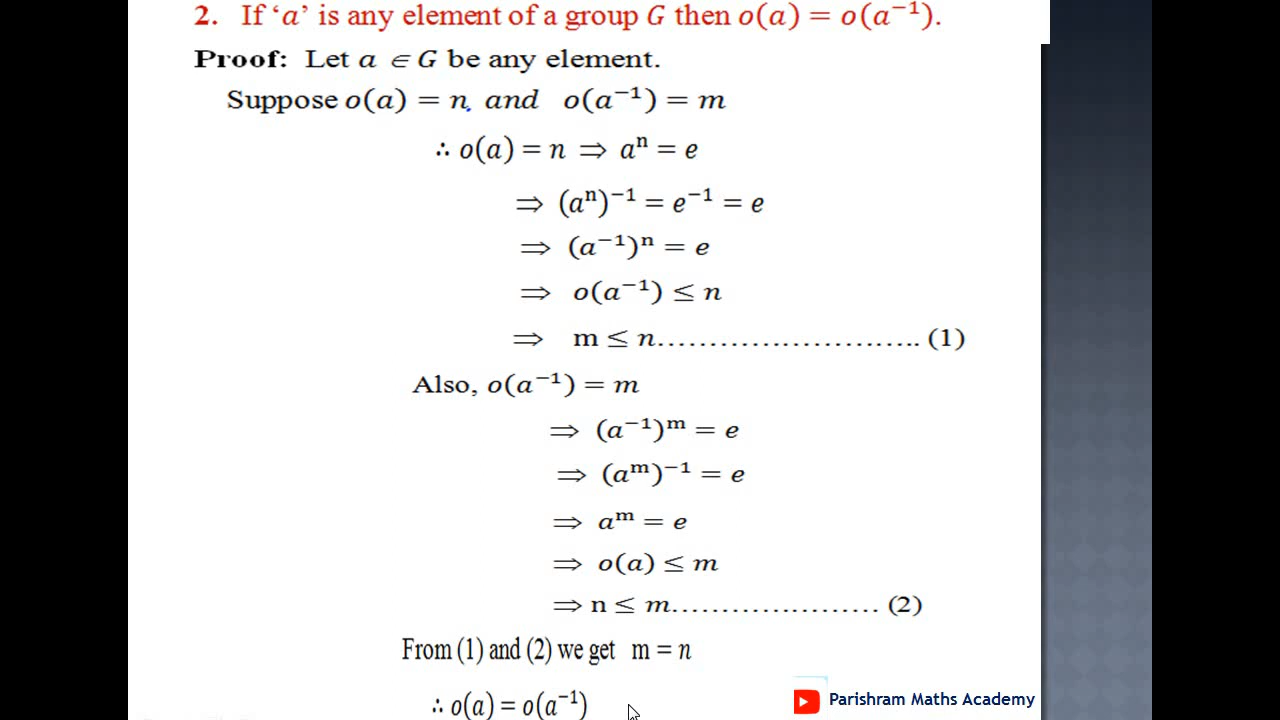 2. If ‘a’ is any element of a group G then o(a) = o(a⁻¹).
Proof: Let a ∈ G be any element.
Suppose o(a) = n, and o(a⁻¹) = m
∴ o(a) = n ⇒ aⁿ = e
⇒ (aⁿ)⁻¹ = e⁻¹ = e
⇒ (a⁻¹)ⁿ = e
⇒ o(a⁻¹) ≤ n
⇒ m ≤ n.............................. (1)
Also, o(a⁻¹) = m
⇒ (a⁻¹)ᵐ = e
⇒ (aᵐ)⁻¹ = e
⇒ aᵐ = e
⇒ o(a) ≤ m
⇒ n ≤ m........................ (2)
From (1) and (2) we get m = n
∴ o(a) = o(a⁻¹)
Parishram Maths Academy